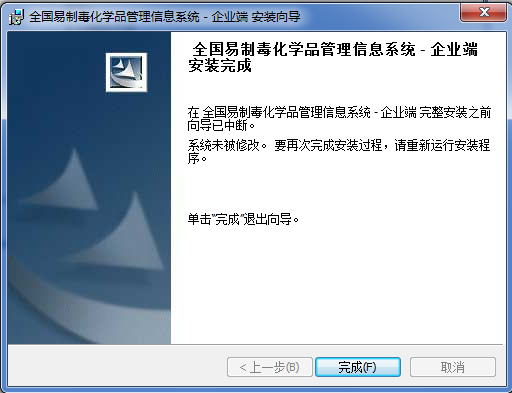 全国易制毒化学品管理信息系统 - 企业端 安装向导
全国易制毒化学品管理信息系统 - 企业端
安装完成
在 全国易制毒化学品管理信息系统 - 企业端 完整安装之前
向导已中断。
系统未被修改。 要再次完成安装过程，请重新运行安装程
序。
单击“完成”退出向导。
< 上一步(B)
完成(F)
取消